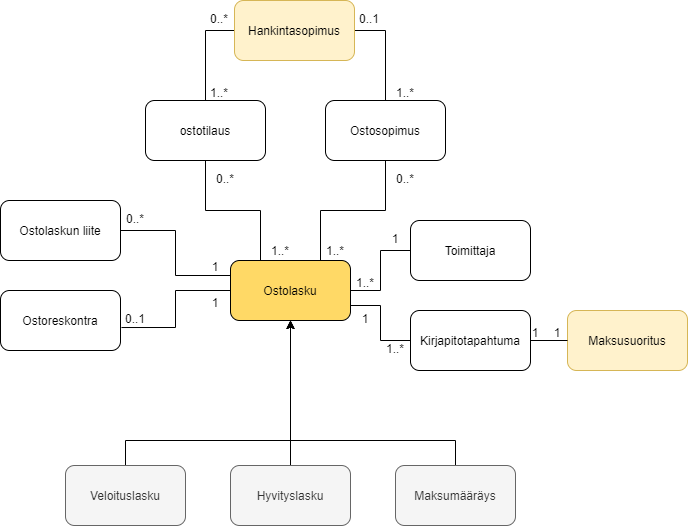 0..*
Hankintasopimus
0..1
1..*
1..*
ostotilaus
Ostosopimus
0..*
0..*
Ostolaskun liite
0..*
1..*
1..*
1
Toimittaja
1
Ostolasku
1..*
Ostoreskontra
0..1
1
1
1..*
Kirjapitotapahtuma
1
1
Maksusuoritus
Veloituslasku
Hyvityslasku
Maksumääräys